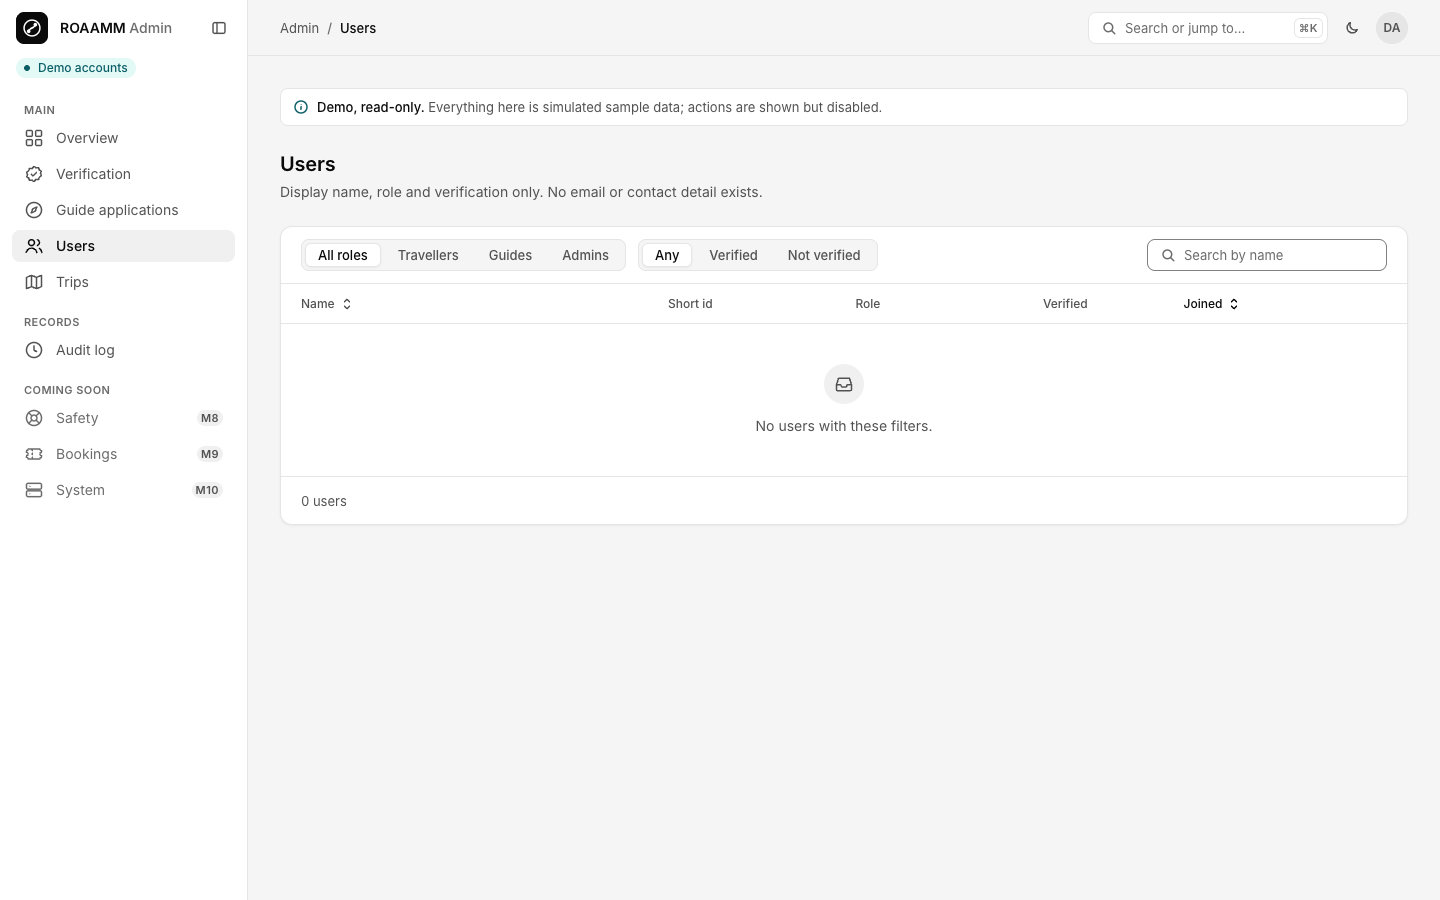 ROAAMM Admin
Demo accounts
MAIN
Overview
Verification
Guide applications
Users
Trips
RECORDS
Audit log
COMING SOON
Safety M8
Bookings M9
System M10
Admin / Users
Search or jump to... ⌘K
DA
Demo, read-only. Everything here is simulated sample data; actions are shown but disabled.
Users
Display name, role and verification only. No email or contact detail exists.
All roles Travellers Guides Admins Any Verified Not verified Search by name
Name Short id Role Verified Joined
No users with these filters.
0 users